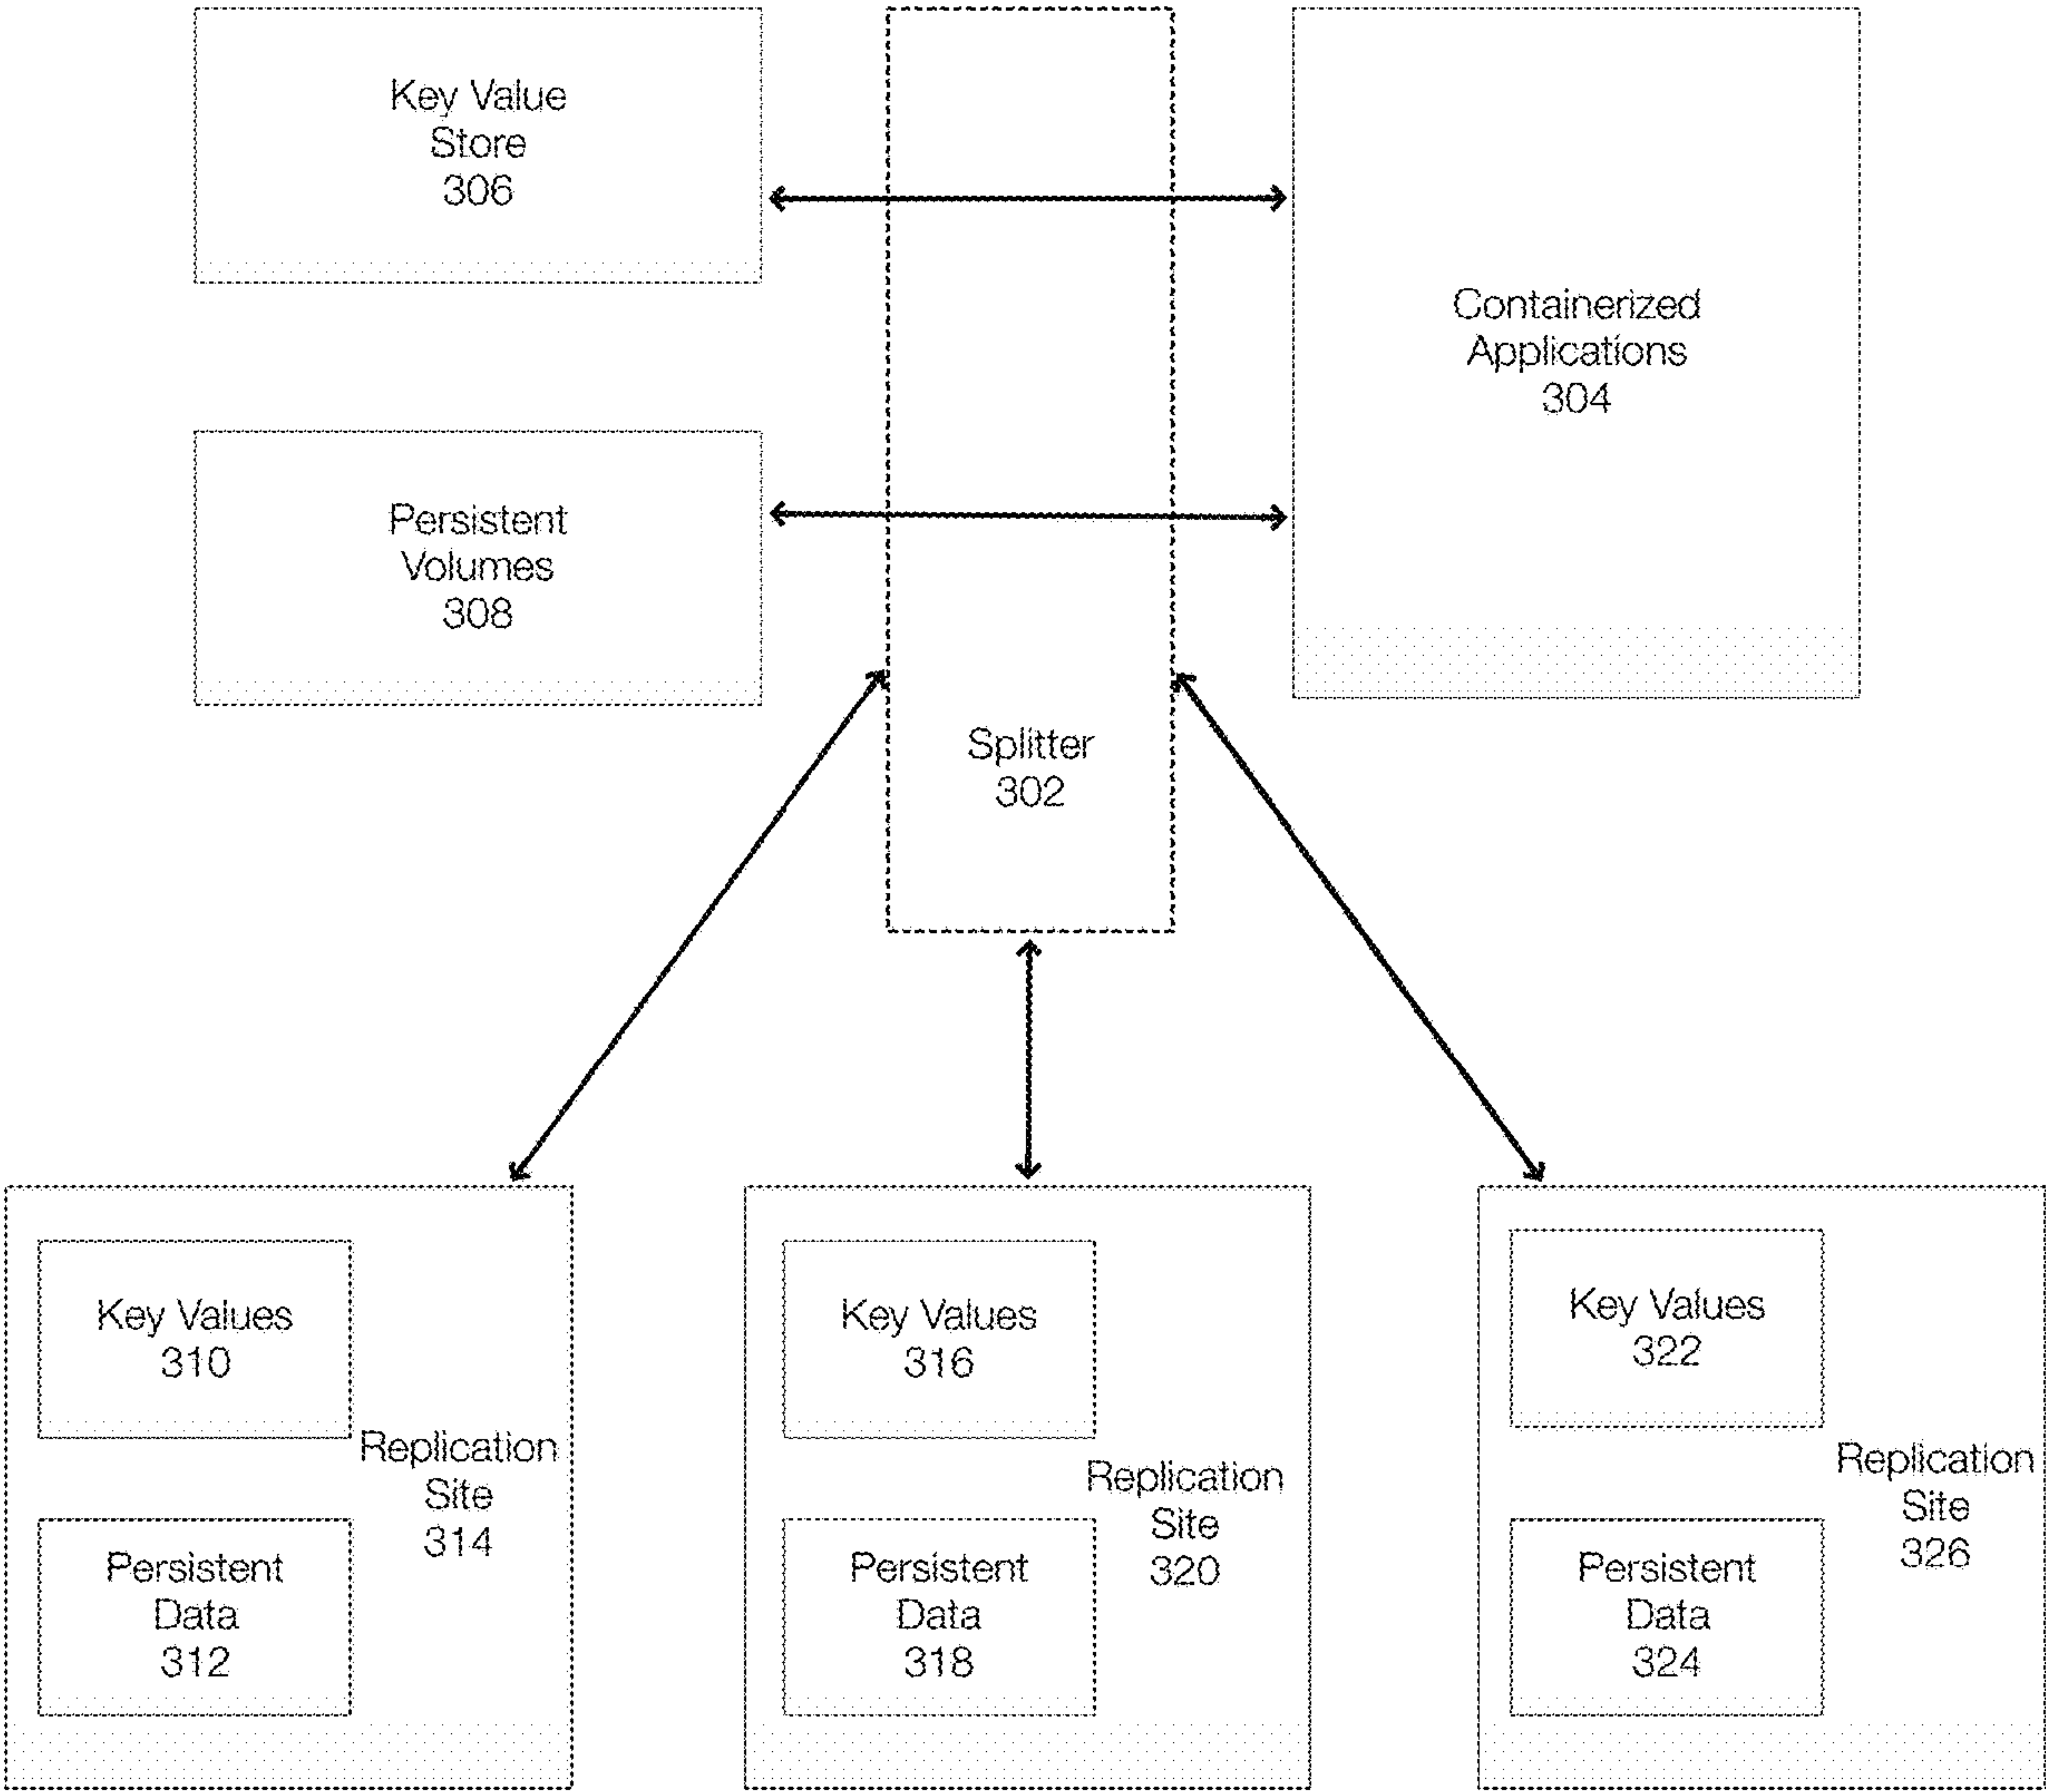 Key Value
Store
306
Containerized
Applications
304
Persistent
Volumes
308
Splitter
302
Key Values
310
Replication
Site
314
Persistent
Data
312
Key Values
316
Replication
Site
320
Persistent
Data
318
Key Values
322
Replication
Site
326
Persistent
Data
324